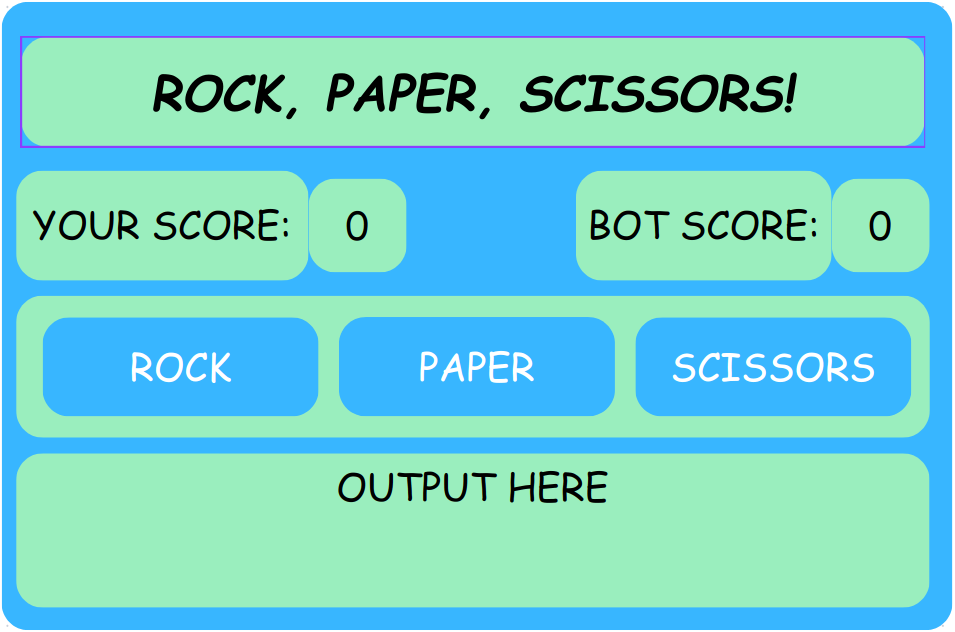 ROCK, PAPER, SCISSORS!
YOUR SCORE: 0 BOT SCORE: 0
ROCK PAPER SCISSORS
OUTPUT HERE